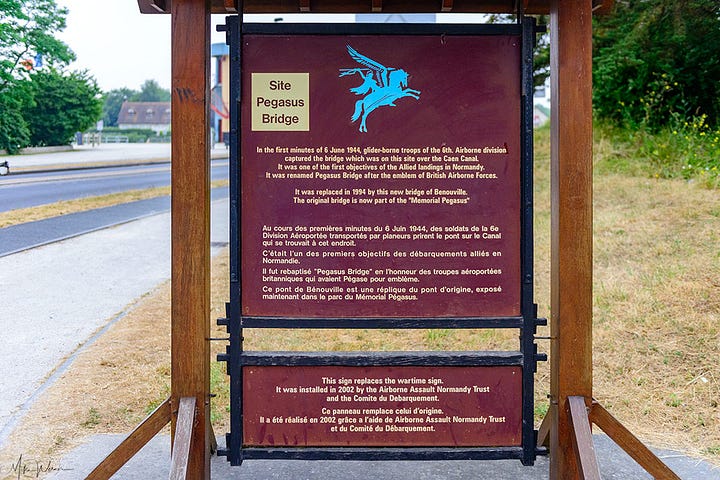 Site
Pegasus
Bridge
In the first minutes of 6 June 1944, glider-borne troops of the 6th. Airborne division
captured the bridge which was on this site over the Caen Canal.
It was one of the first objectives of the Allied landings in Normandy.
It was renamed Pegasus Bridge after the emblem of British Airborne Forces.
It was replaced in 1994 by this new bridge of Benouville.
The original bridge is now part of the "Memorial Pegasus"
Au cours des premières minutes du 6 Juin 1944, des soldats de la 6e
Division Aéroportée transportés par planeurs prirent le pont sur le Canal
qui se trouvait à cet endroit.
C'était l'un des premiers objectifs des débarquements alliés en
Normandie.
Il fut rebaptisé "Pegasus Bridge" en l'honneur des troupes aéroportées
britanniques qui avaient Pégase pour emblème.
Ce pont de Bénouville est une réplique du pont d'origine, exposé
maintenant dans le parc du Mémorial Pégasus.
This sign replaces the wartime sign.
It was installed in 2002 by the Airborne Assault Normandy Trust
and the Comite du Debarquement.
Ce panneau remplace celui d'origine.
Il a été réalisé en 2002 grâce a l'aide de Airborne Assault Normandy Trust
et du Comité du Débarquement.